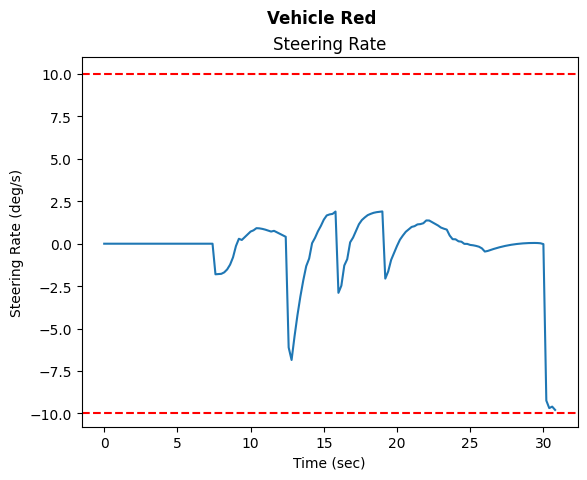 Vehicle Red
Steering Rate
10.0
7.5
5.0
2.5
0.0
−2.5
−5.0
−7.5
−10.0
Steering Rate (deg/s)
0 5 10 15 20 25 30
Time (sec)